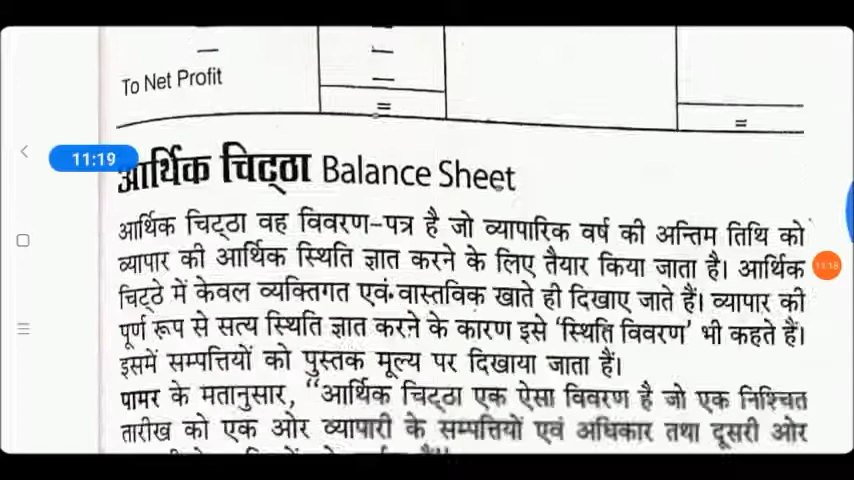 To Net Profit
=
=
11:19
आर्थिक चिट्ठा Balance Sheet
आर्थिक चिट्ठा वह विवरण-पत्र है जो व्यापारिक वर्ष की अन्तिम तिथि को
व्यापार की आर्थिक स्थिति ज्ञात करने के लिए तैयार किया जाता है। आर्थिक
11:18
चिट्ठे में केवल व्यक्तिगत एवं वास्तविक खाते ही दिखाए जाते हैं। व्यापार की
पूर्ण रूप से सत्य स्थिति ज्ञात करने के कारण इसे ‘स्थिति विवरण’ भी कहते हैं।
इसमें सम्पत्तियों को पुस्तक मूल्य पर दिखाया जाता हैं।
पामर के मतानुसार, “आर्थिक चिट्ठा एक ऐसा विवरण है जो एक निश्चित
तारीख को एक ओर व्यापारी के सम्पत्तियों एवं अधिकार तथा दूसरी ओर